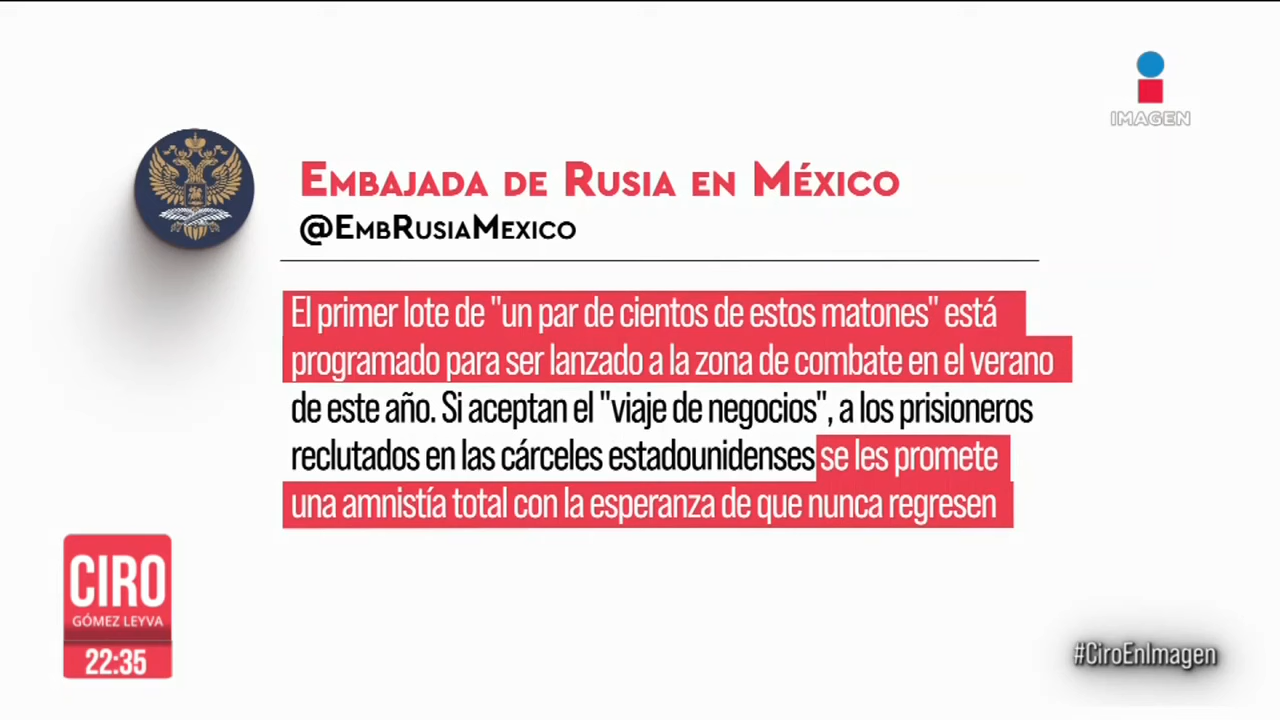 IMAGEN
EMBAJADA DE RUSIA EN MÉXICO
@EMBRUSIAMEXICO
El primer lote de "un par de cientos de estos matones" está
programado para ser lanzado a la zona de combate en el verano
de este año. Si aceptan el "viaje de negocios", a los prisioneros
reclutados en las cárceles estadounidenses se les promete
una amnistía total con la esperanza de que nunca regresen
CIRO
GÓMEZ LEYVA
22:35
#CiroEnImagen